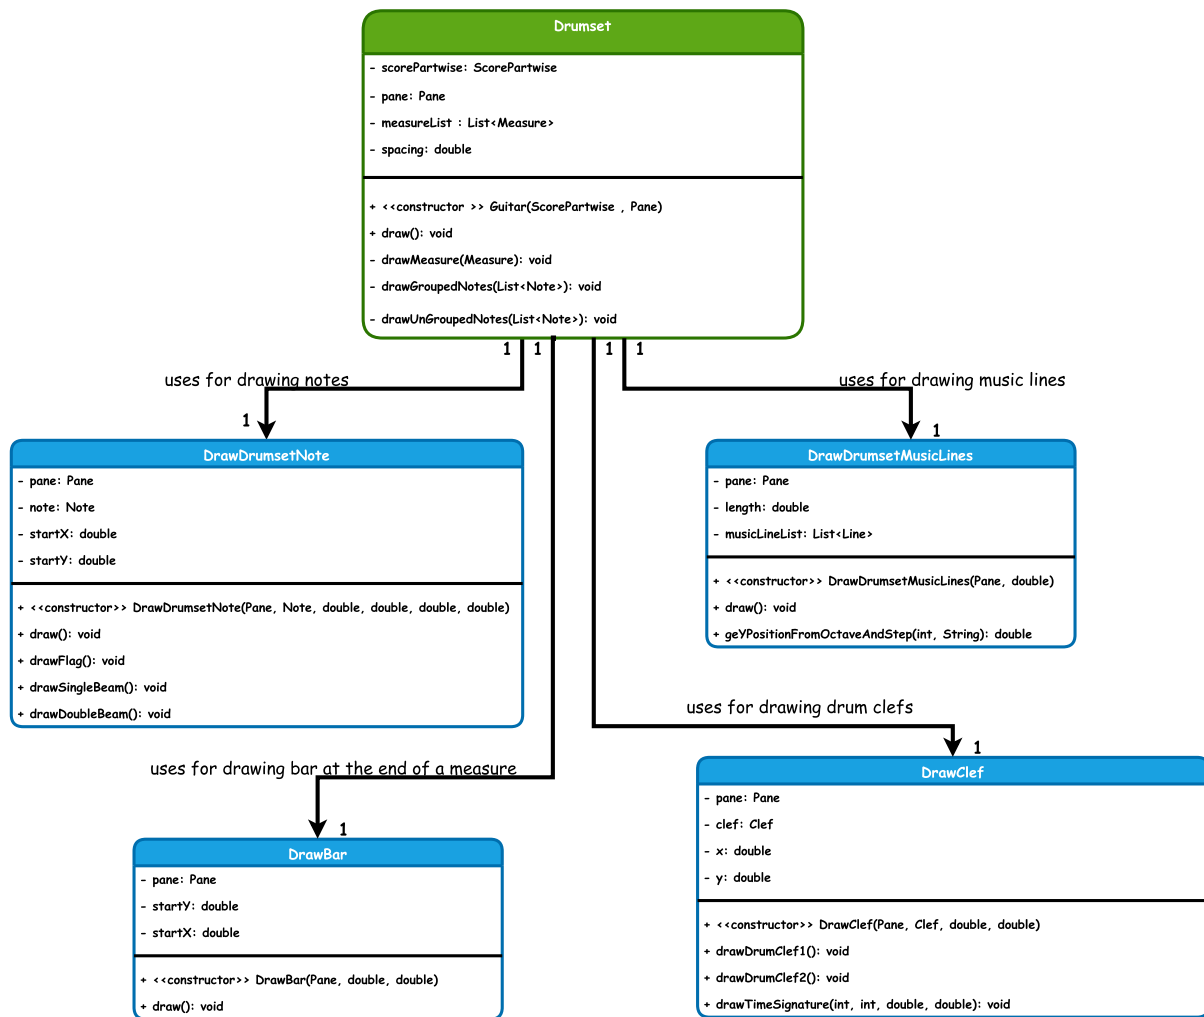 Drumset
- scorePartwise: ScorePartwise
- pane: Pane
- measureList : List<Measure>
- spacing: double
+ <<constructor >> Guitar(ScorePartwise , Pane)
+ draw(): void
- drawMeasure(Measure): void
- drawGroupedNotes(List<Note>): void
- drawUnGroupedNotes(List<Note>): void
1 1 1 1
uses for drawing notes
uses for drawing music lines
1
1
DrawDrumsetNote
- pane: Pane
- note: Note
- startX: double
- startY: double
+ <<constructor>> DrawDrumsetNote(Pane, Note, double, double, double, double)
+ draw(): void
+ drawFlag(): void
+ drawSingleBeam(): void
+ drawDoubleBeam(): void
DrawDrumsetMusicLines
- pane: Pane
- length: double
- musicLineList: List<Line>
+ <<constructor>> DrawDrumsetMusicLines(Pane, double)
+ draw(): void
+ geYPositionFromOctaveAndStep(int, String): double
uses for drawing drum clefs
1
uses for drawing bar at the end of a measure
1
DrawBar
- pane: Pane
- startY: double
- startX: double
+ <<constructor>> DrawBar(Pane, double, double)
+ draw(): void
DrawClef
- pane: Pane
- clef: Clef
- x: double
- y: double
+ <<constructor>> DrawClef(Pane, Clef, double, double)
+ drawDrumClef1(): void
+ drawDrumClef2(): void
+ drawTimeSignature(int, int, double, double): void